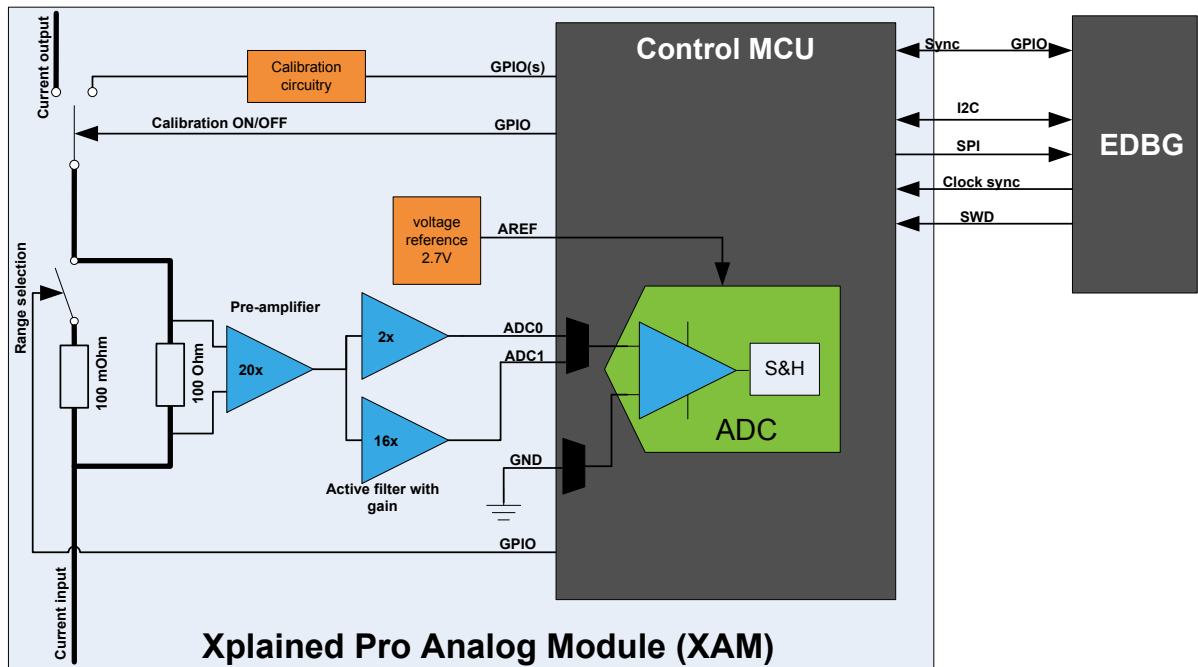 Current output
Calibration
circuitry
GPIO(s)
Control MCU
Sync
GPIO
Calibration ON/OFF
GPIO
I2C
SPI
EDBG
Clock sync
SWD
voltage
reference
2.7V
AREF
Range selection
Pre-amplifier
100 mOhm
100 Ohm
20x
2x
16x
ADC0
ADC1
S&H
ADC
GND
Active filter with
gain
GPIO
Current input
Xplained Pro Analog Module (XAM)